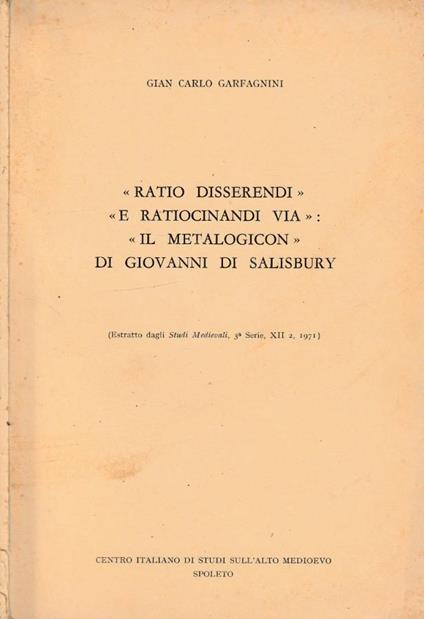 GIAN CARLO GARFAGNINI
« RATIO DISSERENDI »
« E RATIOCINANDI VIA » :
« IL METALOGICON »
DI GIOVANNI DI SALISBURY
(Estratto dagli Studi Medievali, 3ª Serie, XII 2, 1971)
CENTRO ITALIANO DI STUDI SULL'ALTO MEDIOEVO
SPOLETO